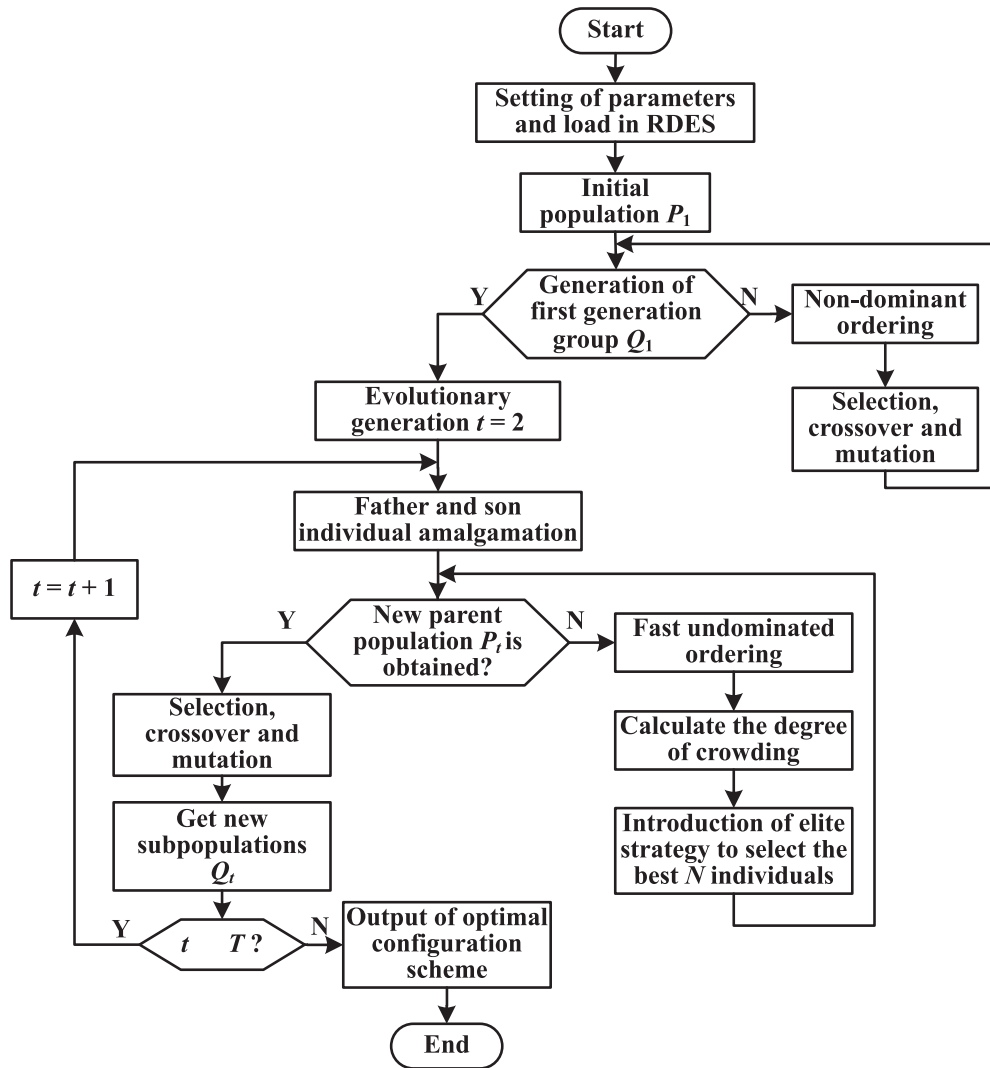 Start
Setting of parameters
and load in RDES
Initial
population P₁
Generation of
first generation
group Q₁
Y
N
Non-dominant
ordering
Selection,
crossover and
mutation
Evolutionary
generation t = 2
Father and son
individual amalgamation
t = t + 1
New parent
population Pₜ is
obtained?
Y
N
Fast undominated
ordering
Calculate the degree
of crowding
Introduction of elite
strategy to select the
best N individuals
Selection,
crossover and
mutation
Get new
subpopulations
Qₜ
Y
t T ?
N
Output of optimal
configuration
scheme
End